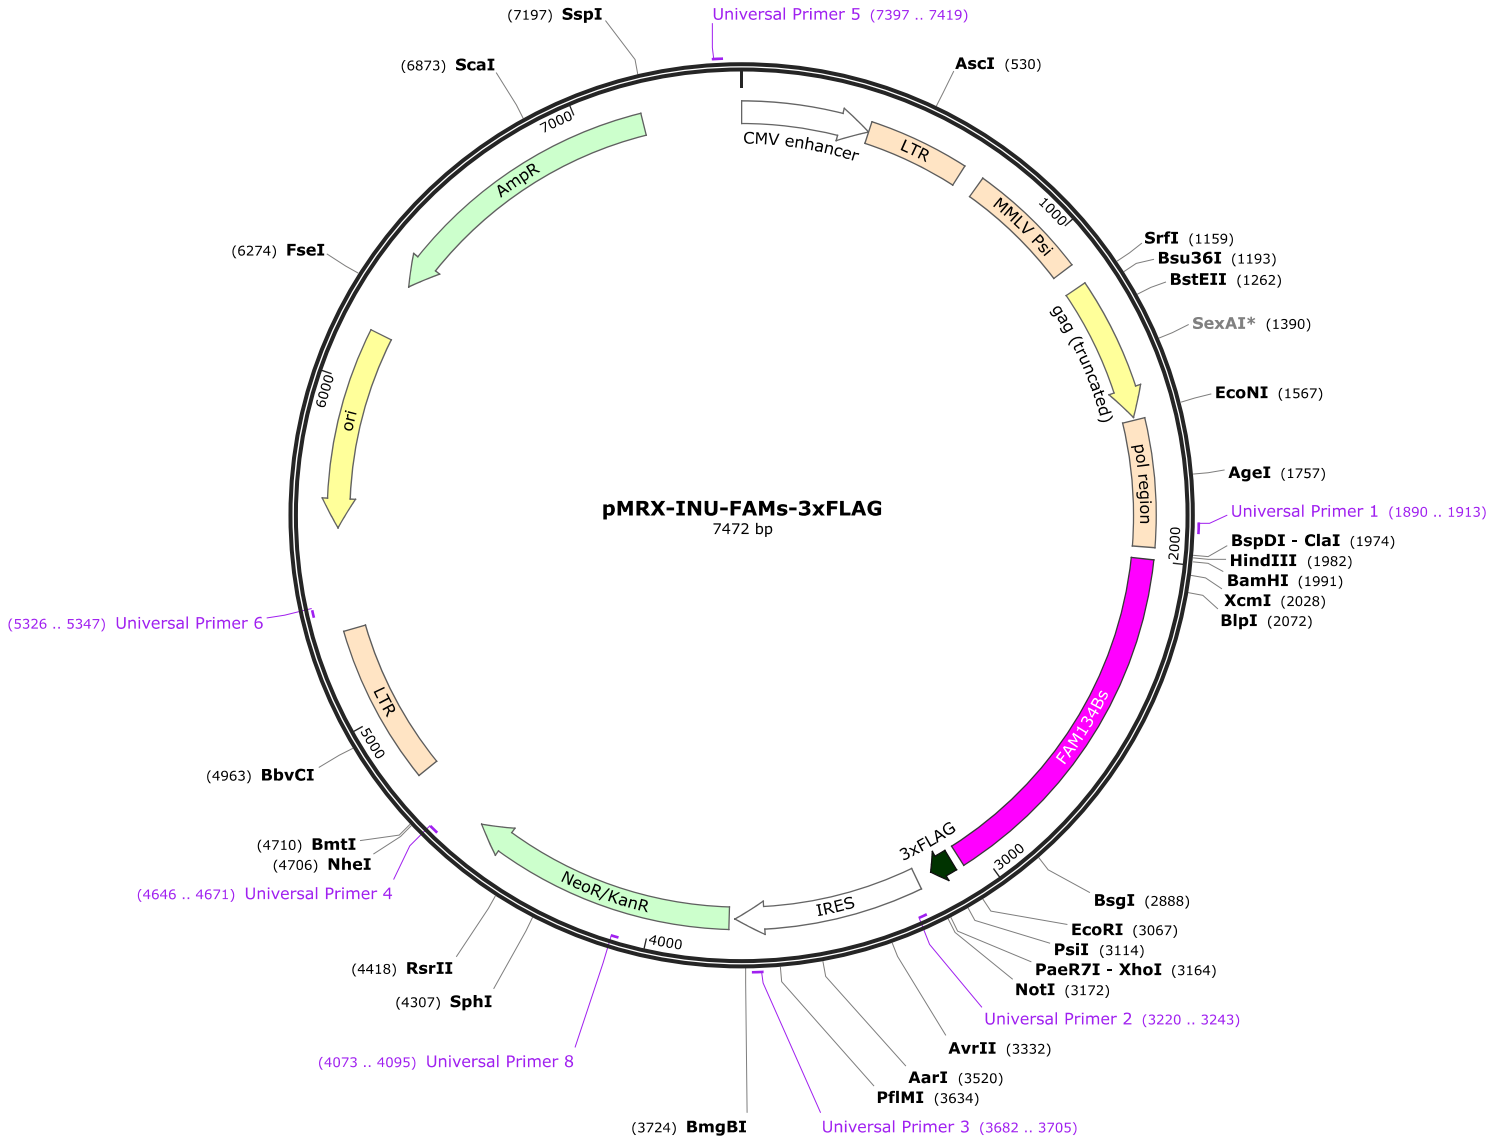 (7197) SspI
Universal Primer 5 (7397 .. 7419)
(6873) ScaI
AscI (530)
7000
CMV enhancer
LTR
AmpR
MMLV Psi
1000
SrfI (1159)
(6274) FseI
Bsu36I (1193)
BstEII (1262)
SexAI* (1390)
gag (truncated)
6000
EcoNI (1567)
ori
AgeI (1757)
pol region
pMRX-INU-FAMs-3xFLAG
7472 bp
Universal Primer 1 (1890 .. 1913)
2000
BspDI - ClaI (1974)
HindIII (1982)
BamHI (1991)
XcmI (2028)
BlpI (2072)
(5326 .. 5347) Universal Primer 6
LTR
FAM134Bs
5000
(4963) BbvCI
(4710) BmtI
(4706) NheI
3xFLAG
3000
(4646 .. 4671) Universal Primer 4
NeoR/KanR
IRES
BsgI (2888)
4000
EcoRI (3067)
PsiI (3114)
(4418) RsrII
PaeR7I - XhoI (3164)
NotI (3172)
(4307) SphI
Universal Primer 2 (3220 .. 3243)
AvrII (3332)
(4073 .. 4095) Universal Primer 8
AarI (3520)
PflMI (3634)
(3724) BmgBI
Universal Primer 3 (3682 .. 3705)